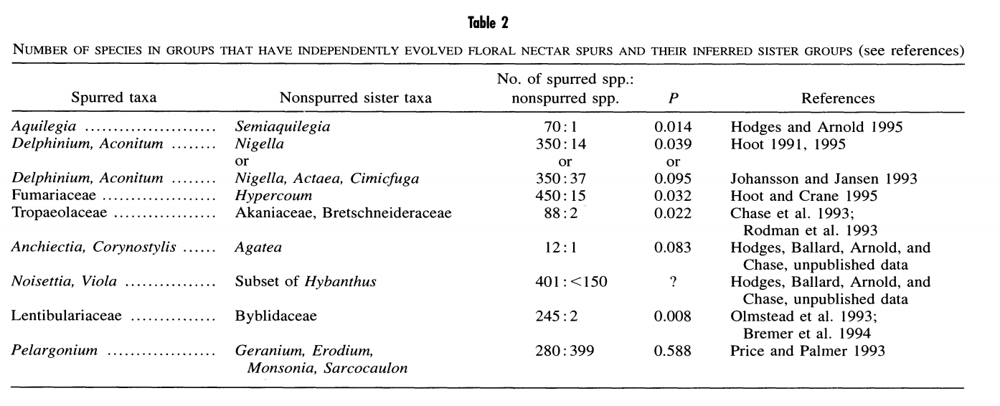 Table 2
NUMBER OF SPECIES IN GROUPS THAT HAVE INDEPENDENTLY EVOLVED FLORAL NECTAR SPURS AND THEIR INFERRED SISTER GROUPS (see references)
No. of spurred spp.:
Spurred taxa Nonspurred sister taxa nonspurred spp. P References
Aquilegia ....................... Semiaquilegia 70:1 0.014 Hodges and Arnold 1995
Delphinium, Aconitum ........ Nigella 350:14 0.039 Hoot 1991, 1995
or or or
Delphinium, Aconitum ........ Nigella, Actaea, Cimicfuga 350:37 0.095 Johansson and Jansen 1993
Fumariaceae .................... Hypercoum 450:15 0.032 Hoot and Crane 1995
Tropaeolaceae .................. Akaniaceae, Bretschneideraceae 88:2 0.022 Chase et al. 1993;
Rodman et al. 1993
Anchiectia, Corynostylis ...... Agatea 12:1 0.083 Hodges, Ballard, Arnold, and
Chase, unpublished data
Noisettia, Viola ................ Subset of Hybanthus 401:<150 ? Hodges, Ballard, Arnold, and
Chase, unpublished data
Lentibulariaceae ............... Byblidaceae 245:2 0.008 Olmstead et al. 1993;
Bremer et al. 1994
Pelargonium ................... Geranium, Erodium, 280:399 0.588 Price and Palmer 1993
Monsonia, Sarcocaulon